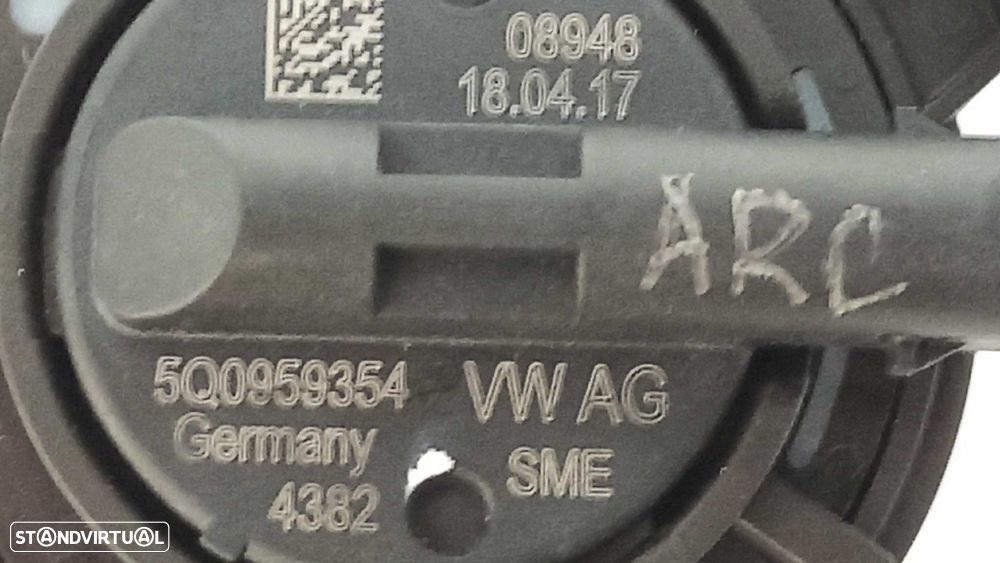 08948
18.04.17
ARC
5Q0959354
VW AG
Germany
SME
4382
STANDVIRTUAL